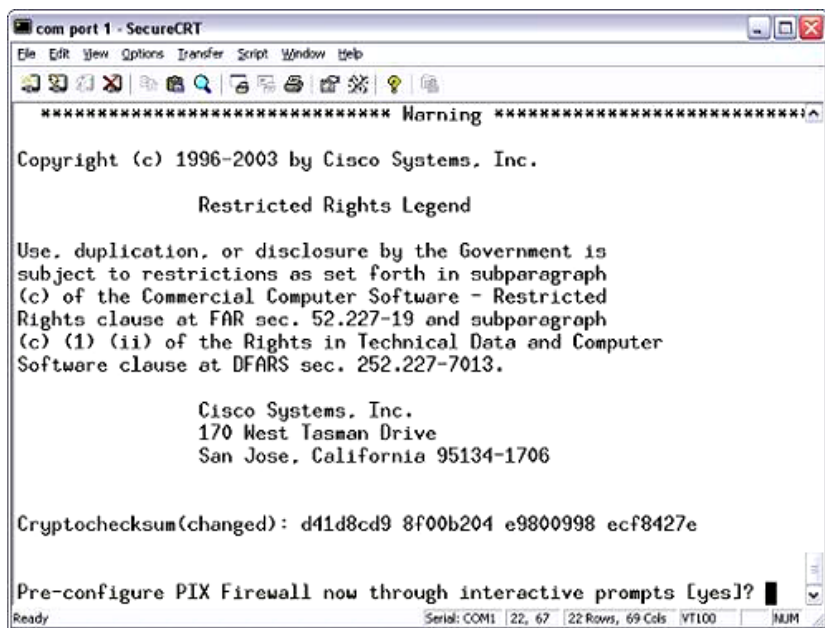 com port 1 - SecureCRT
File Edit View Options Transfer Script Window Help
******************************* Warning ****************************
Copyright (c) 1996-2003 by Cisco Systems, Inc.
Restricted Rights Legend
Use, duplication, or disclosure by the Government is
subject to restrictions as set forth in subparagraph
(c) of the Commercial Computer Software - Restricted
Rights clause at FAR sec. 52.227-19 and subparagraph
(c) (1) (ii) of the Rights in Technical Data and Computer
Software clause at DFARS sec. 252.227-7013.
Cisco Systems, Inc.
170 West Tasman Drive
San Jose, California 95134-1706
Cryptochecksum(changed): d41d8cd9 8f00b204 e9800998 ecf8427e
Pre-configure PIX Firewall now through interactive prompts [yes]?
Ready Serial: COM1 22, 67 22 Rows, 69 Cols VT100 NUM